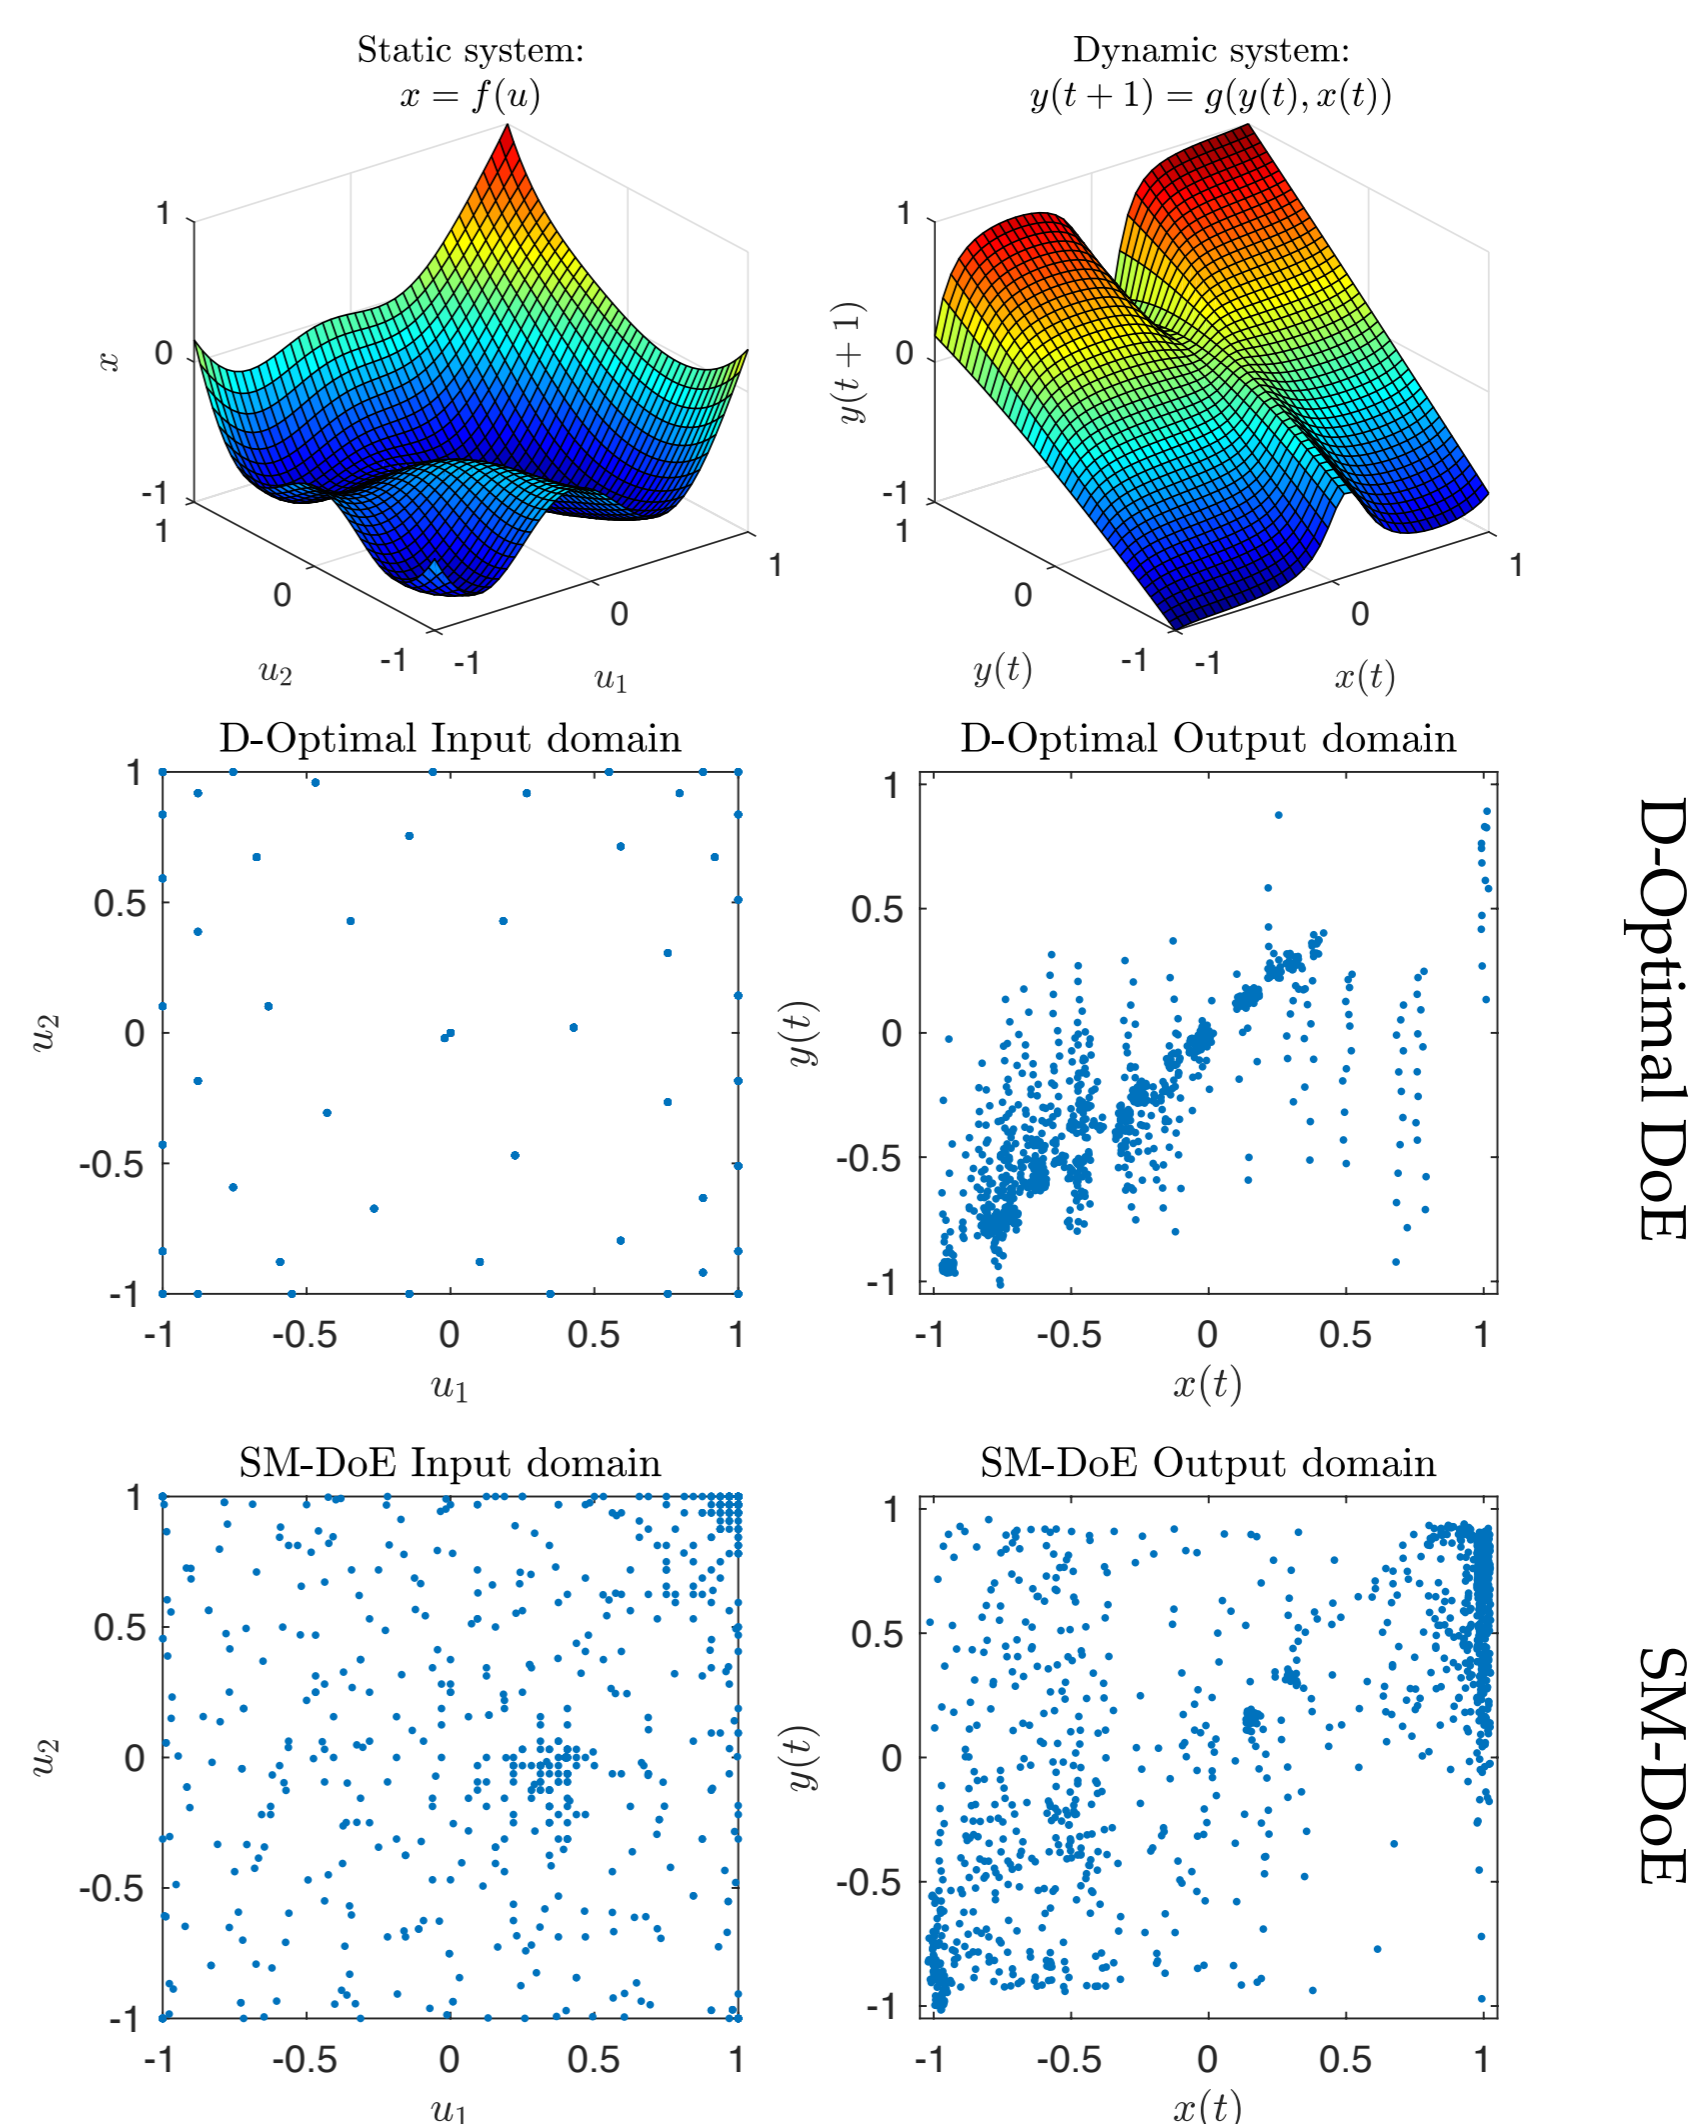 Static system:
x = f(u)
Dynamic system:
y(t + 1) = g(y(t), x(t))
1
0
-1
x
1
0
-1
u₂
-1
0
1
u₁
1
0
-1
y(t + 1)
1
0
-1
y(t)
-1
0
1
x(t)
D-Optimal Input domain
1
0.5
0
-0.5
-1
u₂
-1 -0.5 0 0.5 1
u₁
D-Optimal Output domain
1
0.5
0
-0.5
-1
y(t)
-1 -0.5 0 0.5 1
x(t)
D-Optimal DoE
SM-DoE Input domain
1
0.5
0
-0.5
-1
u₂
-1 -0.5 0 0.5 1
u₁
SM-DoE Output domain
1
0.5
0
-0.5
-1
y(t)
-1 -0.5 0 0.5 1
x(t)
SM-DoE